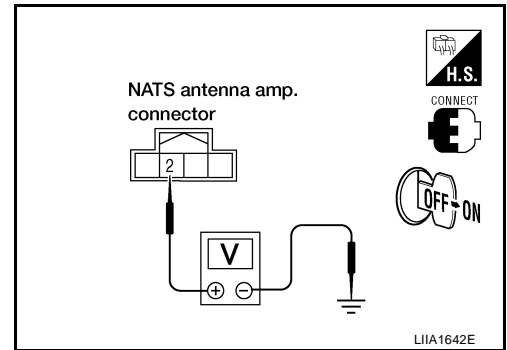 NATS antenna amp.
connector
2
V
+ −
H.S.
CONNECT
OFF ON
LIIA1642E